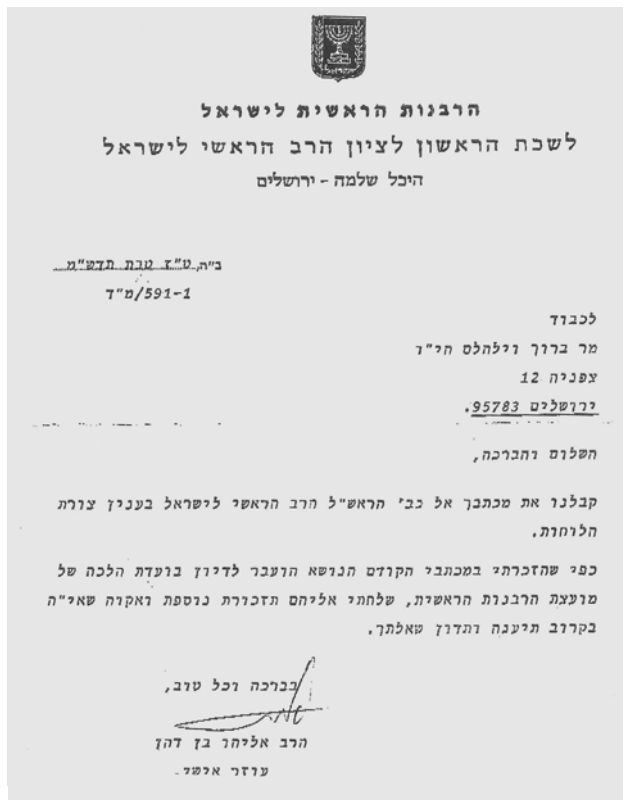 הרבנות הראשית לישראל
לשכת הראשון לציון הרב הראשי לישראל
היכל שלמה - ירושלים
ב"ה, ט"ז טבת תדש"מ
591-1/מ"ד
לכבוד
מר ברוך וילהלם הי"ו
צפניה 12
ירושלים 95783.
השלום והברכה,
קבלנו את מכתבך אל כב' הראש"ל הרב הראשי לישראל בענין צורת
הלוחות.
כפי שהזכרתי במכתבי הקודם הנושא הועבר לדיון בועדת הלכה של
מועצת הרבנות הראשית, שלחתי אליהם תזכורת נוספת ואקוה שאי"ה
בקרוב תיענה ותדון שאלתך.
בברכה וכל טוב,
הרב אליהו בן דהן
עוזר אישי